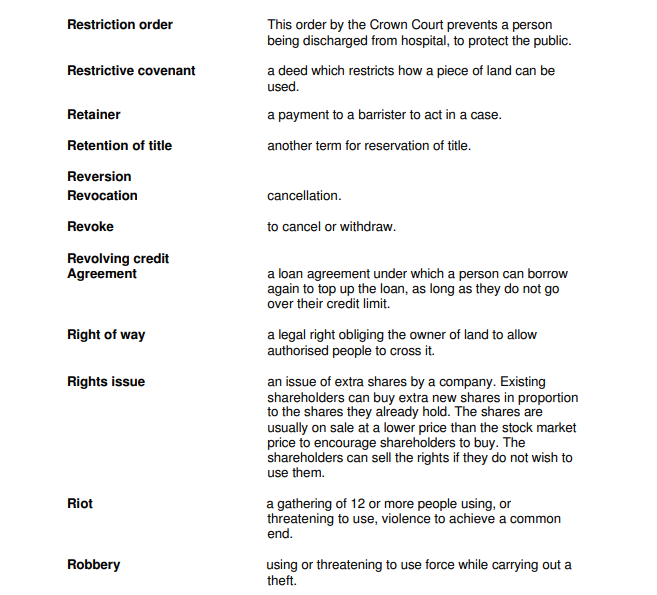 Restriction order This order by the Crown Court prevents a person
being discharged from hospital, to protect the public.
Restrictive covenant a deed which restricts how a piece of land can be
used.
Retainer a payment to a barrister to act in a case.
Retention of title another term for reservation of title.
Reversion
Revocation cancellation.
Revoke to cancel or withdraw.
Revolving credit
Agreement a loan agreement under which a person can borrow
again to top up the loan, as long as they do not go
over their credit limit.
Right of way a legal right obliging the owner of land to allow
authorised people to cross it.
Rights issue an issue of extra shares by a company. Existing
shareholders can buy extra new shares in proportion
to the shares they already hold. The shares are
usually on sale at a lower price than the stock market
price to encourage shareholders to buy. The
shareholders can sell the rights if they do not wish to
use them.
Riot a gathering of 12 or more people using, or
threatening to use, violence to achieve a common
end.
Robbery using or threatening to use force while carrying out a
theft.